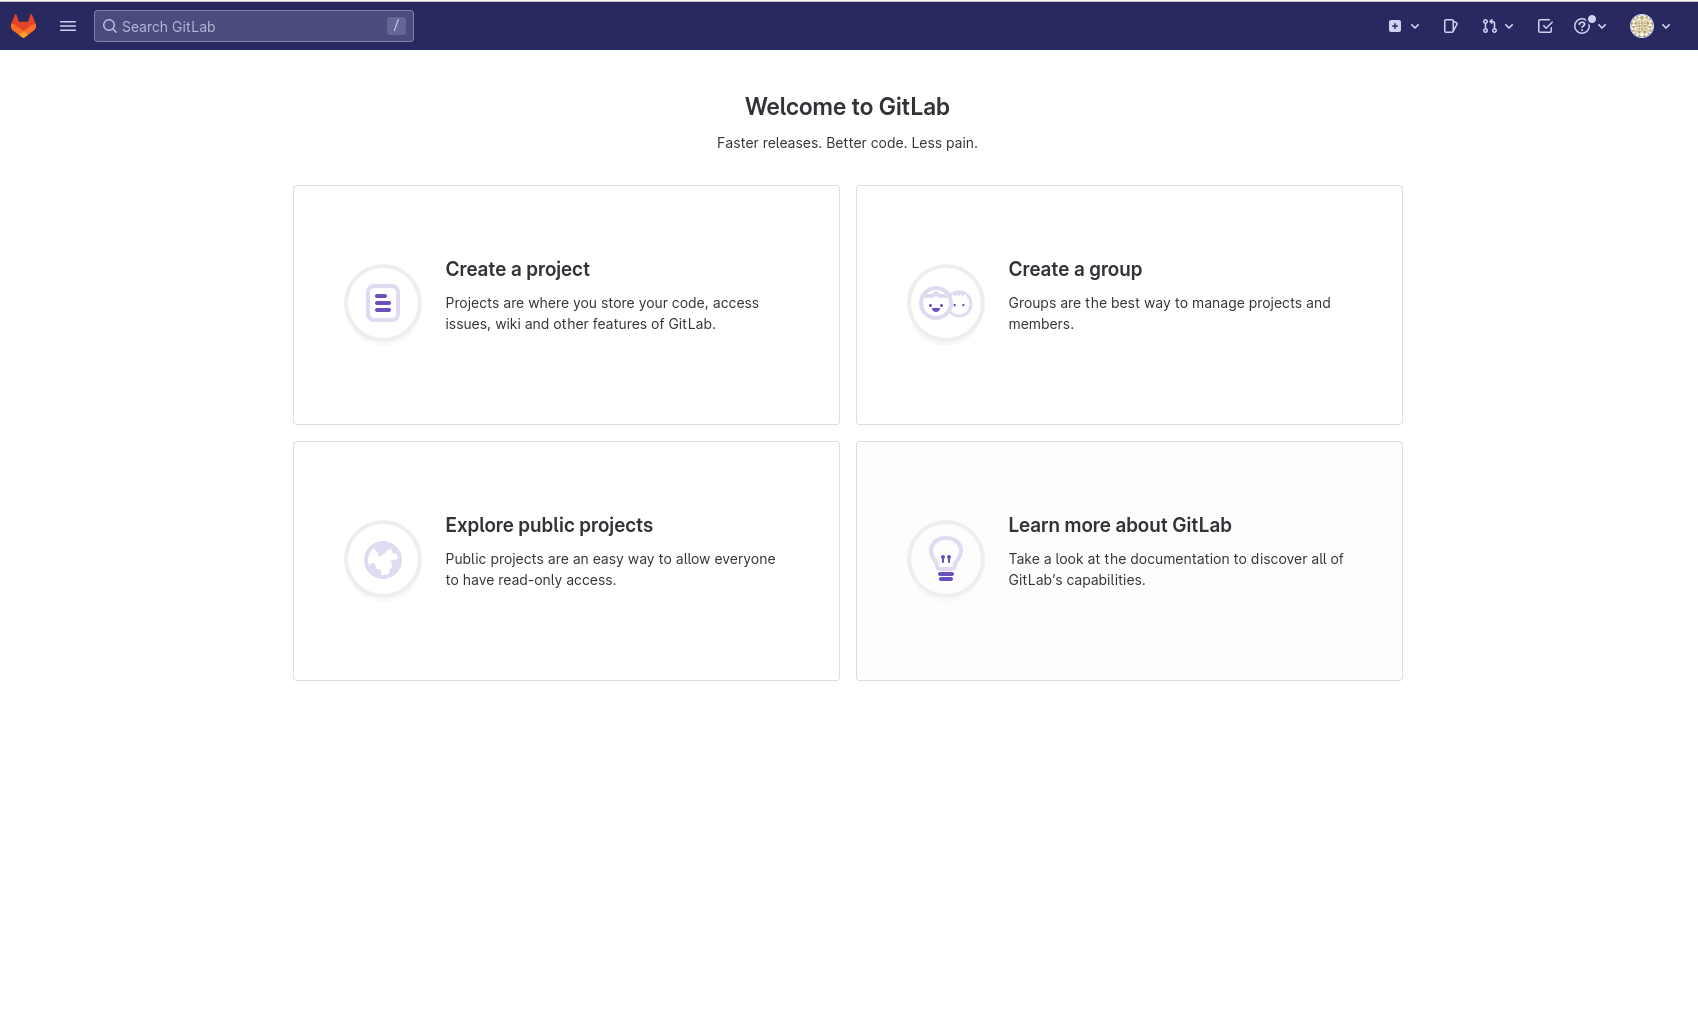 Search GitLab /
Welcome to GitLab
Faster releases. Better code. Less pain.
Create a project
Projects are where you store your code, access
issues, wiki and other features of GitLab.
Create a group
Groups are the best way to manage projects and
members.
Explore public projects
Public projects are an easy way to allow everyone
to have read-only access.
Learn more about GitLab
Take a look at the documentation to discover all of
GitLab’s capabilities.